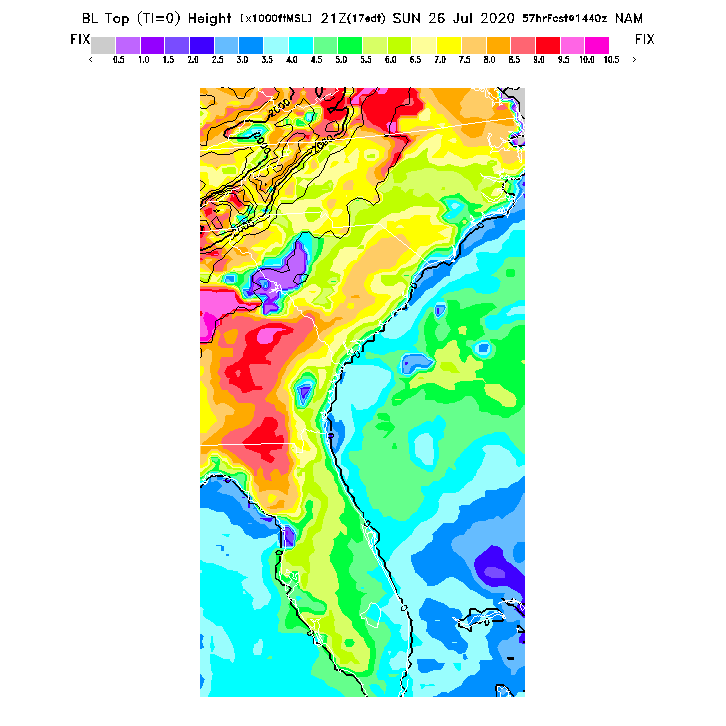 BL Top (TI=0) Height [x1000ftMSL] 21Z(17edt) SUN 26 Jul 2020 57hrFcst@1440z NAM
FIX FIX
< 0.5 1.0 1.5 2.0 2.5 3.0 3.5 4.0 4.5 5.0 5.5 6.0 6.5 7.0 7.5 8.0 8.5 9.0 9.5 10.0 10.5 >
2000
2000
2000